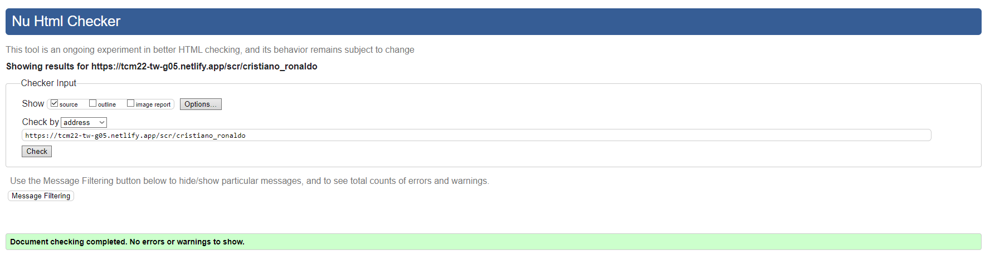 Nu Html Checker
This tool is an ongoing experiment in better HTML checking, and its behavior remains subject to change
Showing results for https://tcm22-tw-g05.netlify.app/scr/cristiano_ronaldo
Checker Input
Show source outline image report Options...
Check by address
https://tcm22-tw-g05.netlify.app/scr/cristiano_ronaldo
Check
Use the Message Filtering button below to hide/show particular messages, and to see total counts of errors and warnings.
Message Filtering
Document checking completed. No errors or warnings to show.